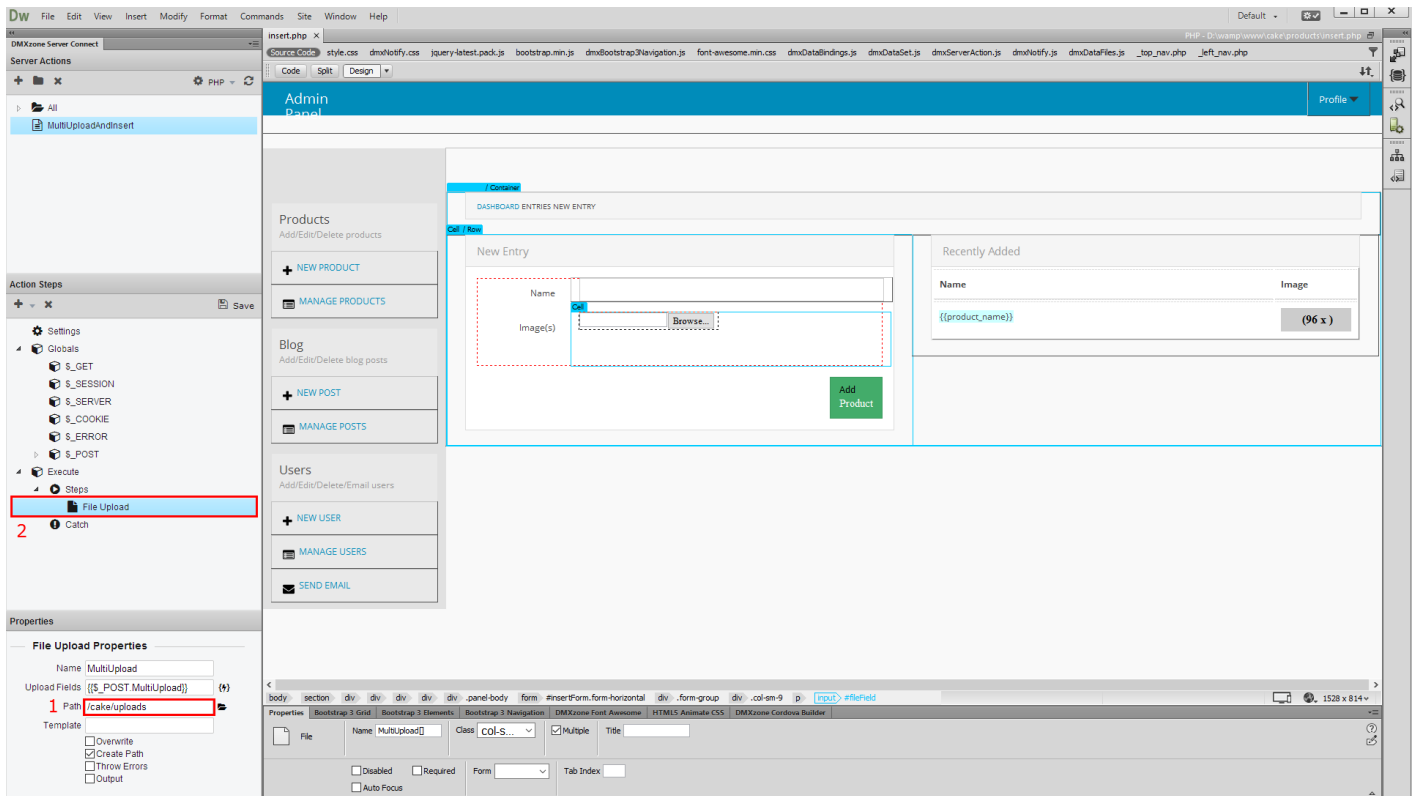 Dw File Edit View Insert Modify Format Commands Site Window Help Default
DMXzone Server Connect
Server Actions
PHP
All
MultiUploadAndInsert
Action Steps
Save
Settings
Globals
$_GET
$_SESSION
$_SERVER
$_COOKIE
$_ERROR
$_POST
Execute
Steps
File Upload
2
Catch
Properties
File Upload Properties
Name MultiUpload
Upload Fields {{$_POST.MultiUpload}}
1 Path /cake/uploads
Template
Overwrite
Create Path
Throw Errors
Output
insert.php × PHP - D:\wamp\www\cake\products\insert.php
Source Code style.css dmxNotify.css jquery-latest.pack.js bootstrap.min.js dmxBootstrap3Navigation.js font-awesome.min.css dmxDataBindings.js dmxDataSet.js dmxServerAction.js dmxNotify.js dmxDataFiles.js _top_nav.php _left_nav.php
Code Split Design
Admin
Panel
Profile
Products
Add/Edit/Delete products
NEW PRODUCT
MANAGE PRODUCTS
Blog
Add/Edit/Delete blog posts
NEW POST
MANAGE POSTS
Users
Add/Edit/Delete/Email users
NEW USER
MANAGE USERS
SEND EMAIL
/ Container
DASHBOARD ENTRIES NEW ENTRY
Cell / Row
New Entry
Name
Cell
Image(s) Browse...
Add
Product
Recently Added
Name Image
{{product_name}} (96 x )
body section div div div div div .panel-body form #insertForm.form-horizontal div .form-group div .col-sm-9 p input #fileField 1528 x 814
Properties Bootstrap 3 Grid Bootstrap 3 Elements Bootstrap 3 Navigation DMXzone Font Awesome HTML5 Animate CSS DMXzone Cordova Builder
File Name MultiUpload[] Class col-s... Multiple Title
Disabled Required Form Tab Index
Auto Focus